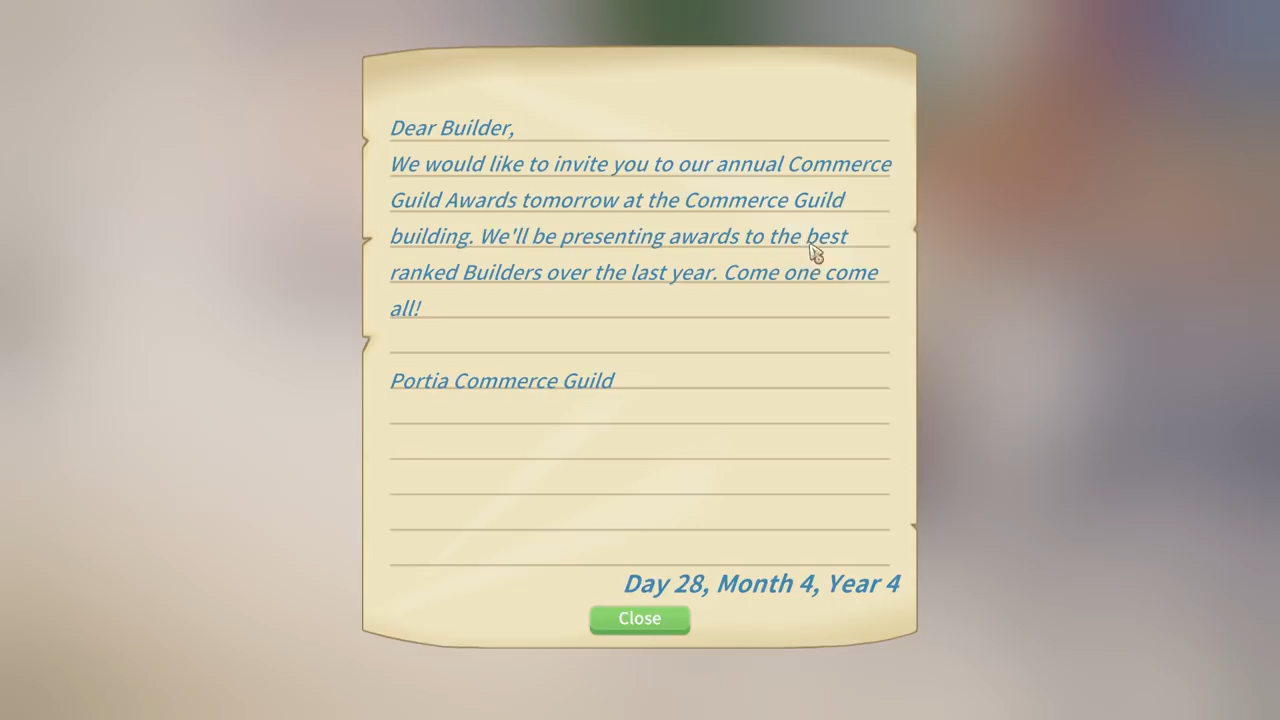 Dear Builder,
We would like to invite you to our annual Commerce
Guild Awards tomorrow at the Commerce Guild
building. We'll be presenting awards to the best
ranked Builders over the last year. Come one come
all!
Portia Commerce Guild
Day 28, Month 4, Year 4
Close